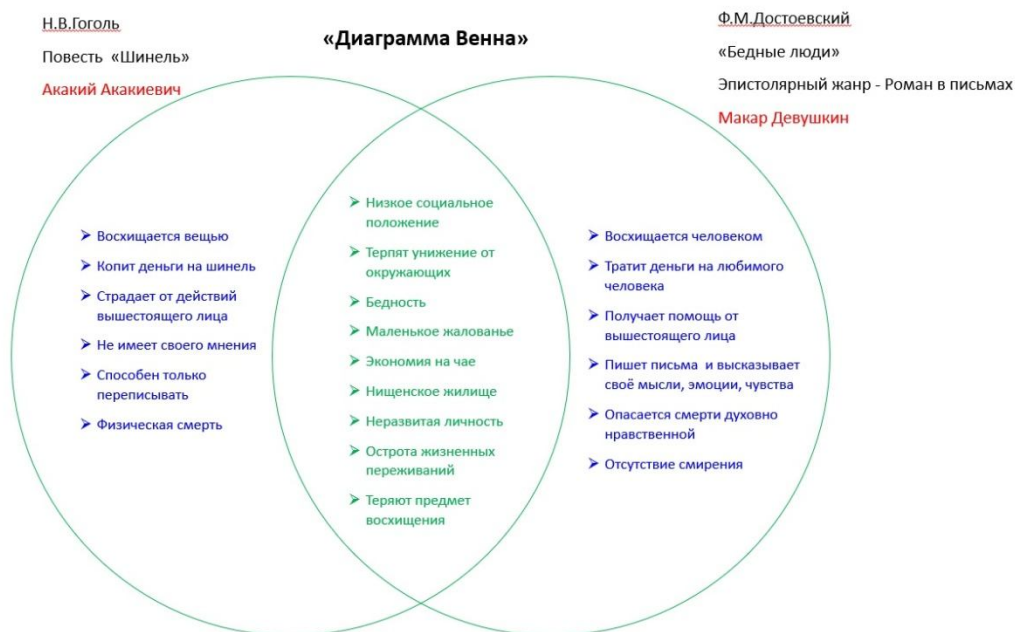 Н.В.Гоголь
Повесть «Шинель»
Акакий Акакиевич
«Диаграмма Венна»
Ф.М.Достоевский
«Бедные люди»
Эпистолярный жанр - Роман в письмах
Макар Девушкин
➢ Восхищается вещью
➢ Копит деньги на шинель
➢ Страдает от действий
вышестоящего лица
➢ Не имеет своего мнения
➢ Способен только
переписывать
➢ Физическая смерть
➢ Низкое социальное
положение
➢ Терпят унижение от
окружающих
➢ Бедность
➢ Маленькое жалованье
➢ Экономия на чае
➢ Нищенское жилище
➢ Неразвитая личность
➢ Острота жизненных
переживаний
➢ Теряют предмет
восхищения
➢ Восхищается человеком
➢ Тратит деньги на любимого
человека
➢ Получает помощь от
вышестоящего лица
➢ Пишет письма и высказывает
своё мысли, эмоции, чувства
➢ Опасается смерти духовно
нравственной
➢ Отсутствие смирения